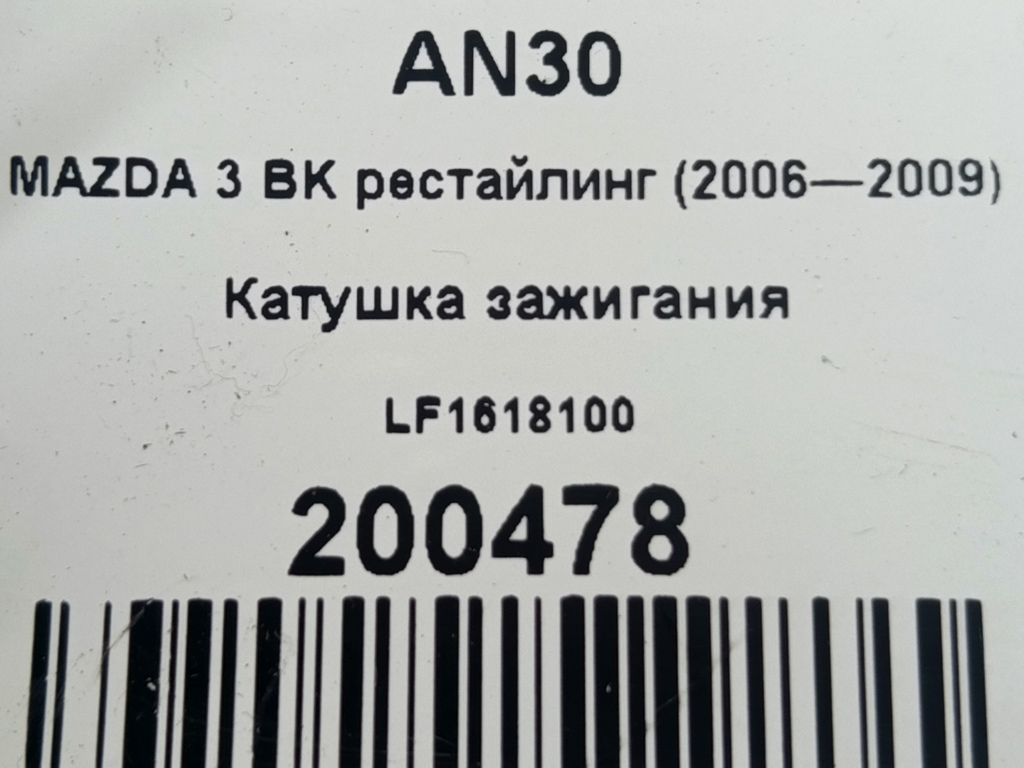 AN30
MAZDA 3 BK рестайлинг (2006—2009)
Катушка зажигания
LF1618100
200478